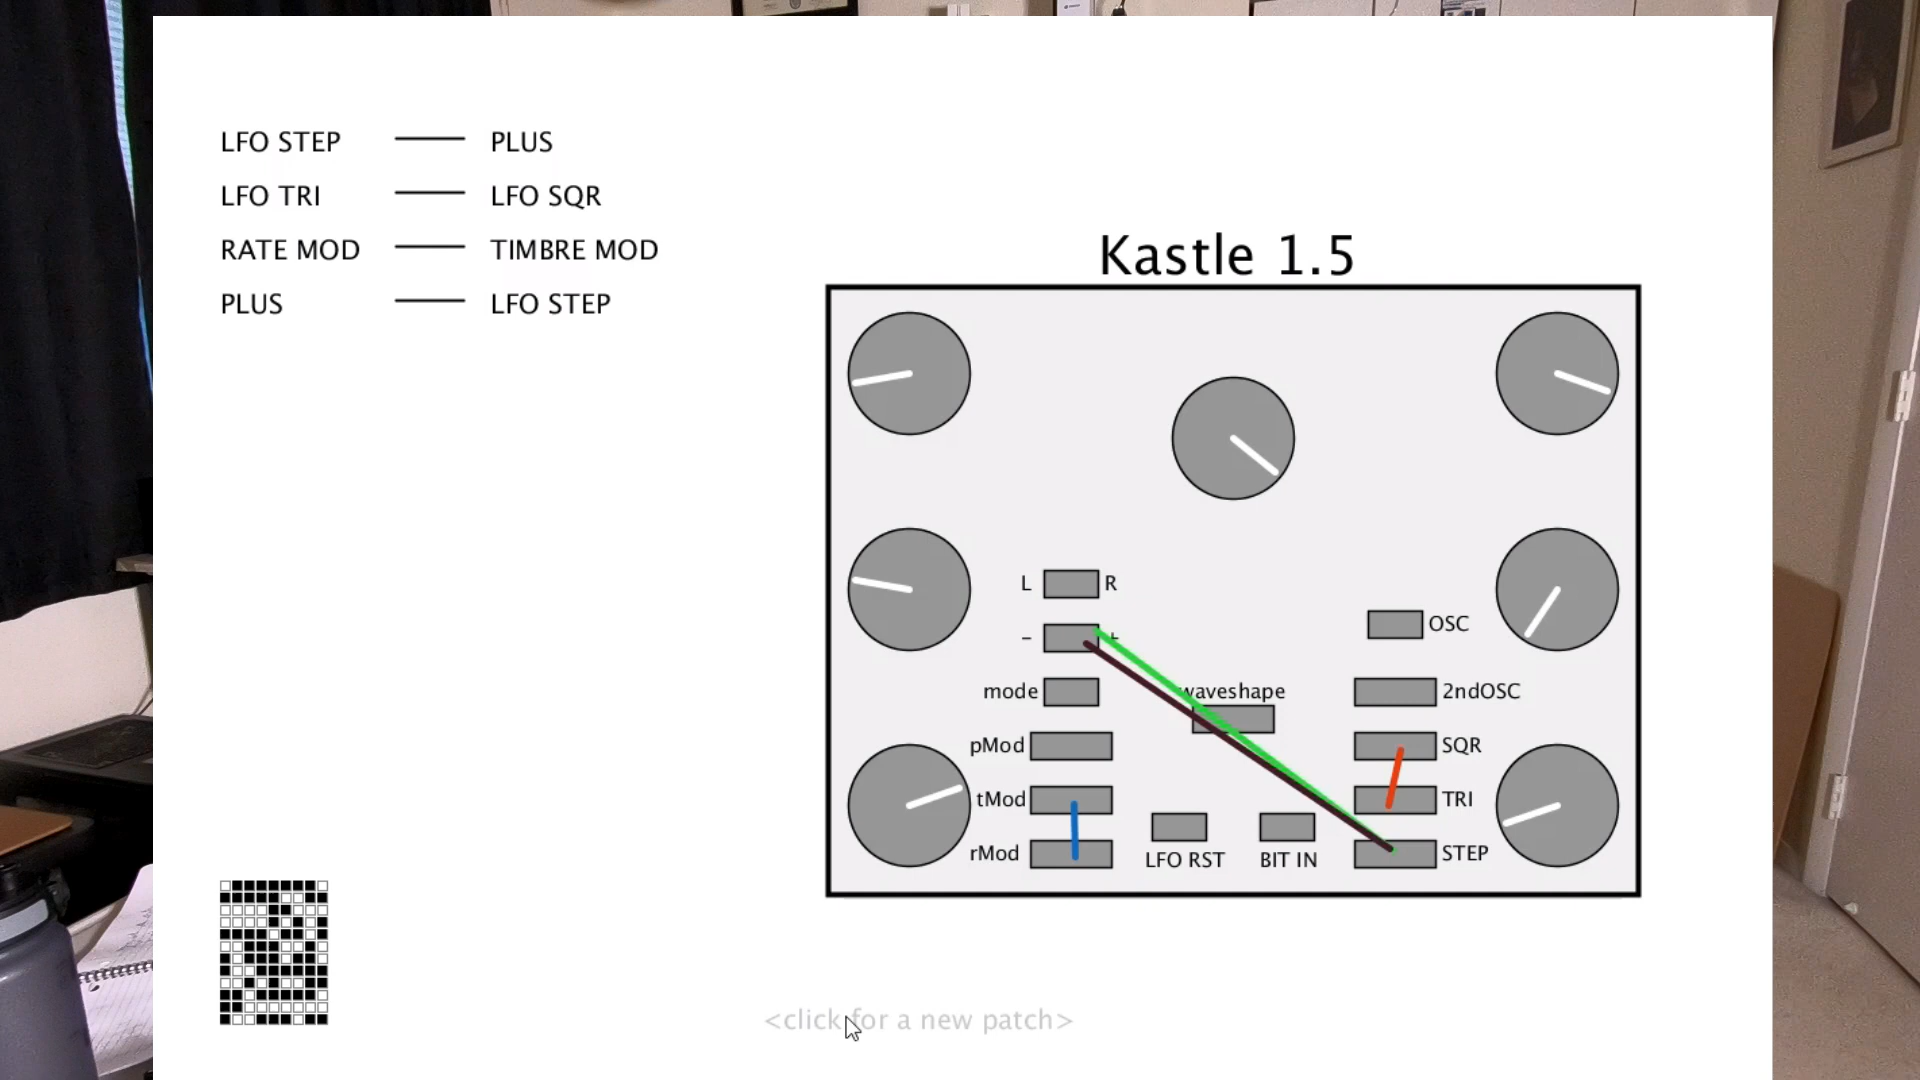 LFO STEP PLUS
LFO TRI LFO SQR
RATE MOD TIMBRE MOD
PLUS LFO STEP
Kastle 1.5
L R
- +
OSC
mode waveshape 2ndOSC
pMod SQR
tMod TRI
rMod LFO RST BIT IN STEP
<click for a new patch>